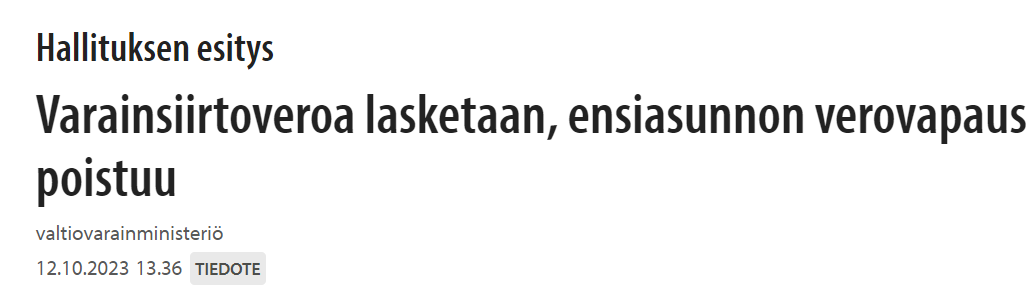 Hallituksen esitys
Varainsiirtoveroa lasketaan, ensiasunnon verovapaus
poistuu
valtiovarainministeriö
12.10.2023 13.36 TIEDOTE